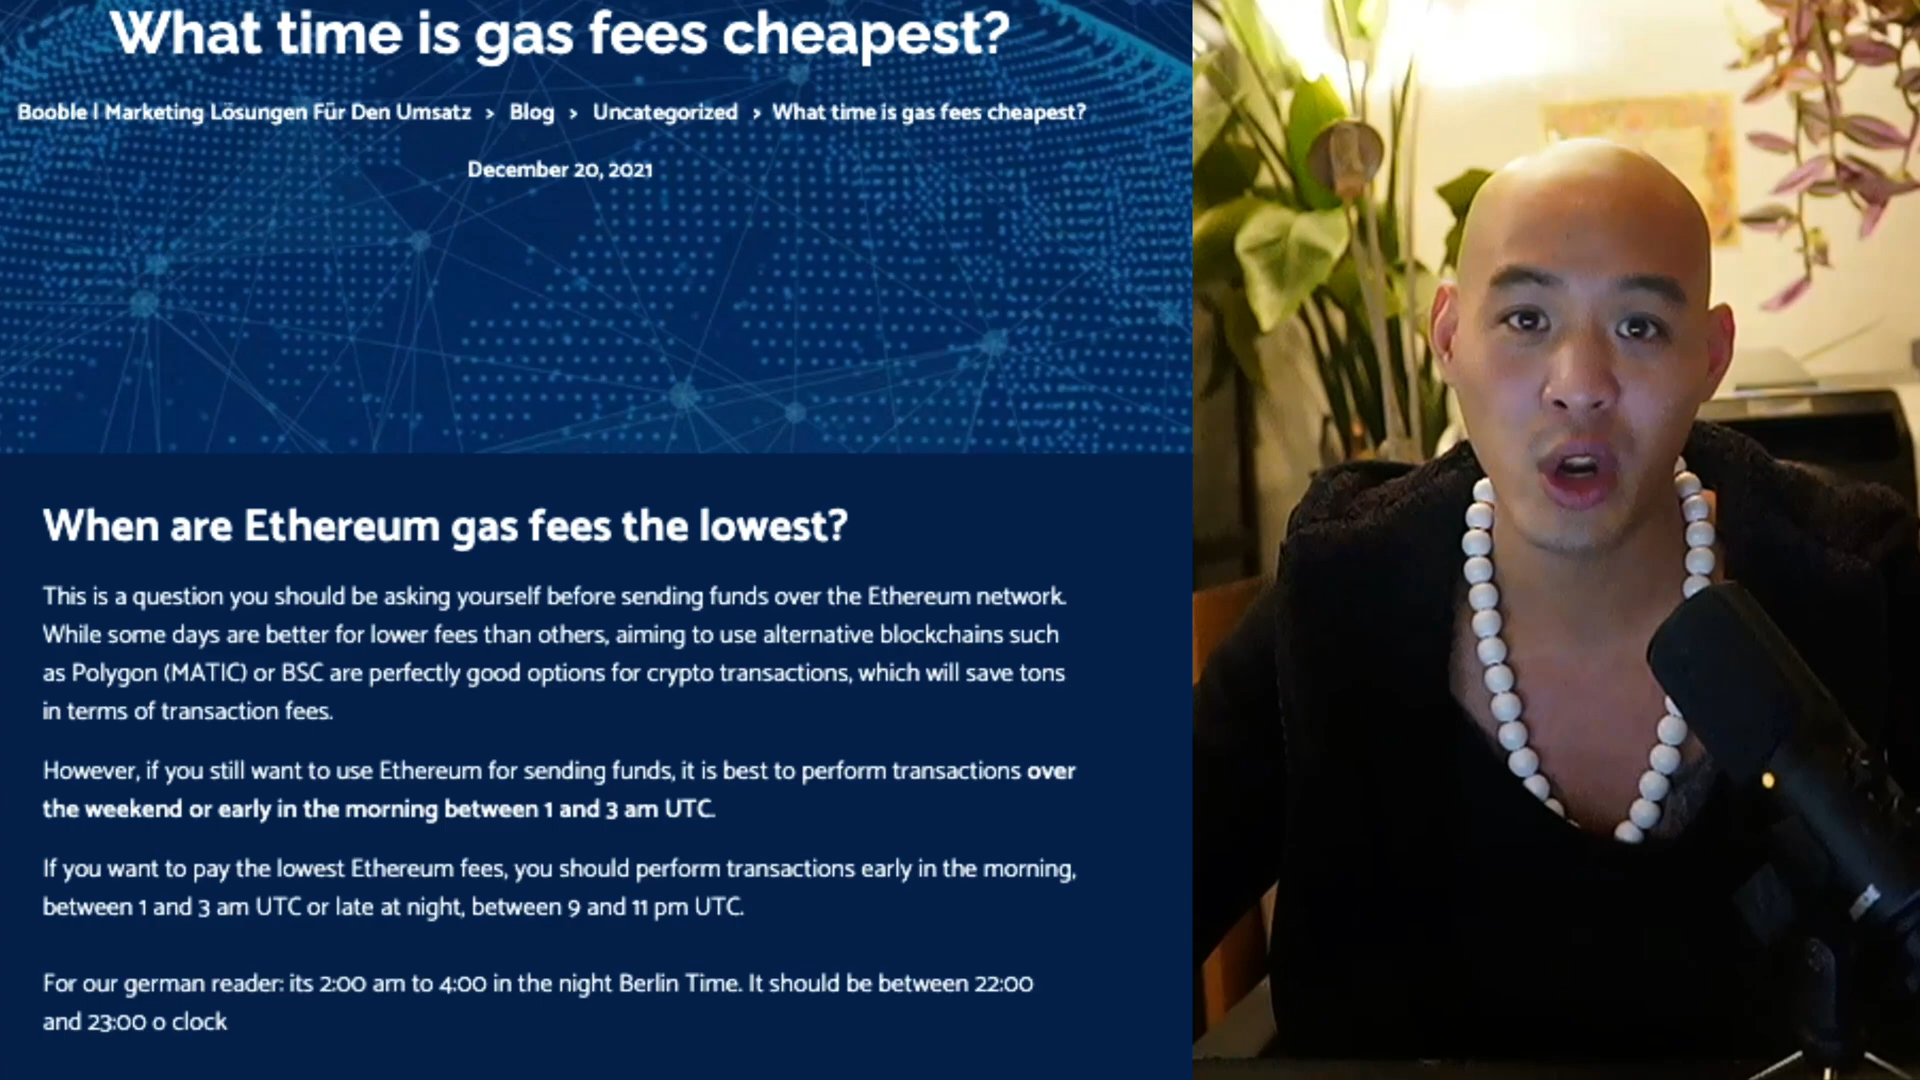 What time is gas fees cheapest?
Booble | Marketing Lösungen Für Den Umsatz > Blog > Uncategorized > What time is gas fees cheapest?
December 20, 2021
When are Ethereum gas fees the lowest?
This is a question you should be asking yourself before sending funds over the Ethereum network.
While some days are better for lower fees than others, aiming to use alternative blockchains such
as Polygon (MATIC) or BSC are perfectly good options for crypto transactions, which will save tons
in terms of transaction fees.
However, if you still want to use Ethereum for sending funds, it is best to perform transactions over
the weekend or early in the morning between 1 and 3 am UTC.
If you want to pay the lowest Ethereum fees, you should perform transactions early in the morning,
between 1 and 3 am UTC or late at night, between 9 and 11 pm UTC.
For our german reader: its 2:00 am to 4:00 in the night Berlin Time. It should be between 22:00
and 23:00 o clock